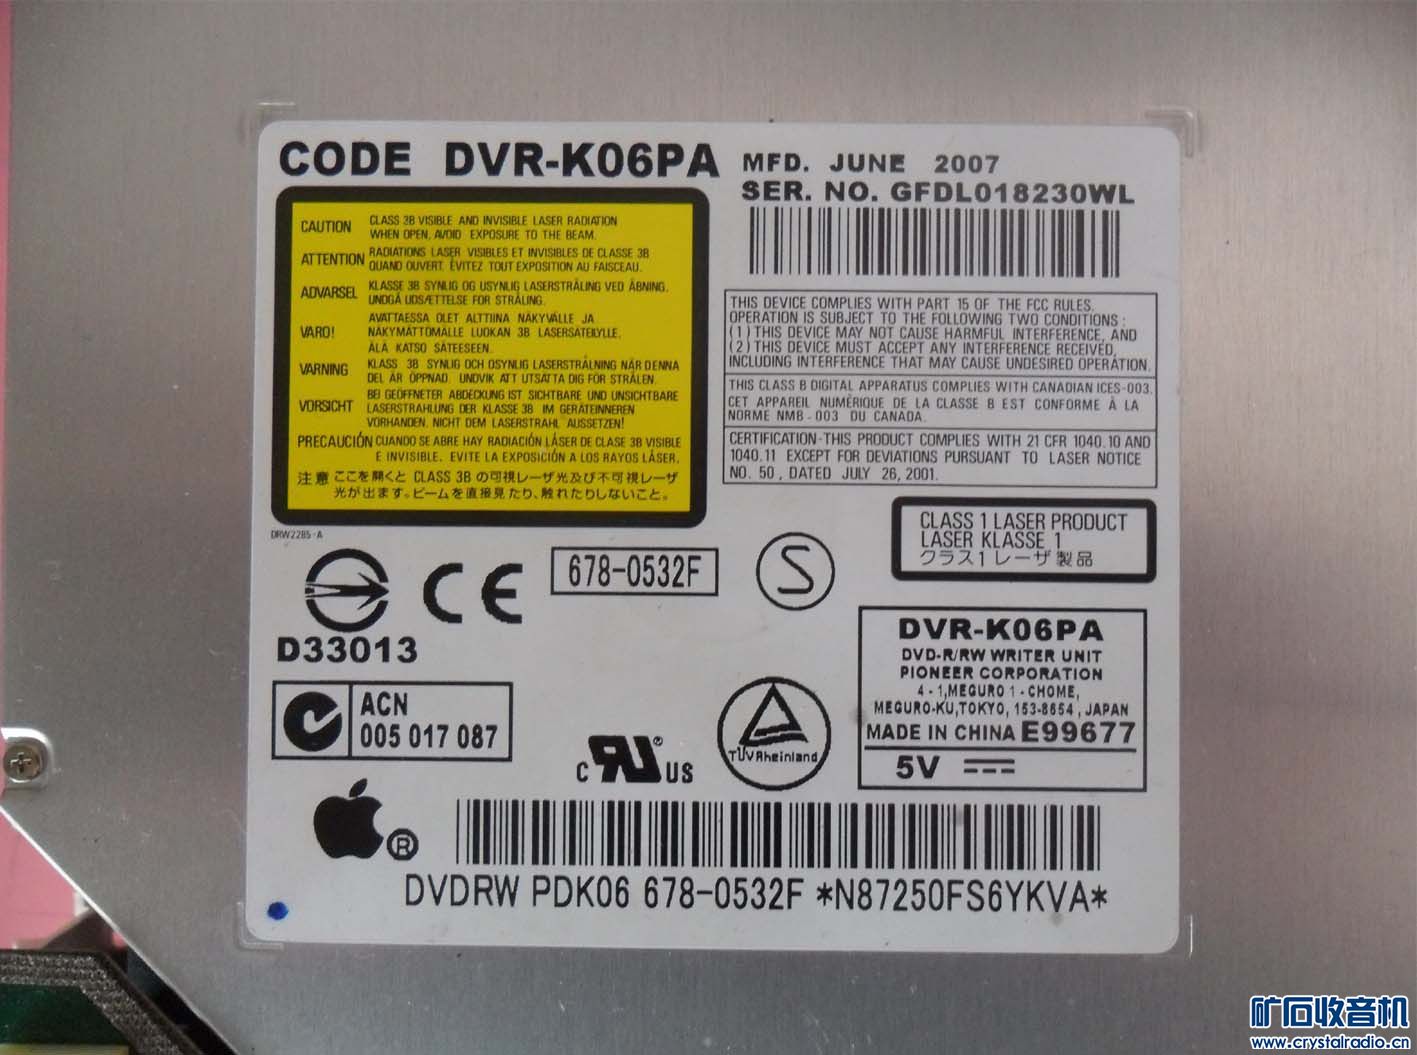 CODE DVR-K06PA
MFD. JUNE 2007
SER. NO. GFDL018230WL
CAUTION CLASS 3B VISIBLE AND INVISIBLE LASER RADIATION
WHEN OPEN, AVOID EXPOSURE TO THE BEAM.
ATTENTION RADIATIONS LASER VISIBLES ET INVISIBLES DE CLASSE 3B
QUAND OUVERT. ÉVITEZ TOUT EXPOSITION AU FAISCEAU.
ADVARSEL KLASSE 3B SYNLIG OG USYNLIG LASERSTRÅLING VED ÅBNING.
UNDGÅ UDSÆTTELSE FOR STRÅLING.
VARO! AVATTAESSA OLET ALTTIINA NÄKYVÄLLE JA
NÄKYMÄTTÖMÄLLE LUOKAN 3B LASERSÄTEILYLLE.
ÄLÄ KATSO SÄTEESEEN.
VARNING KLASS 3B SYNLIG OCH OSYNLIG LASERSTRÅLNING NÄR DENNA
DEL ÄR ÖPPNAD. UNDVIK ATT UTSÄTTA DIG FÖR STRÅLEN.
VORSICHT BEI GEÖFFNETER ABDECKUNG IST SICHTBARE UND UNSICHTBARE
LASERSTRAHLUNG DER KLASSE 3B IM GERÄTEINNEREN
VORHANDEN. NICHT DEM LASERSTRAHL AUSSETZEN!
PRECAUCIÓN CUANDO SE ABRE HAY RADIACIÓN LÁSER DE CLASE 3B VISIBLE
E INVISIBLE. EVITE LA EXPOSICIÓN A LOS RAYOS LÁSER.
注意 ここを開くと CLASS 3B の可視レーザ光及び不可視レーザ
光が出ます。ビームを直接見たり、触れたりしないこと。
DRW2285-A
THIS DEVICE COMPLIES WITH PART 15 OF THE FCC RULES.
OPERATION IS SUBJECT TO THE FOLLOWING TWO CONDITIONS :
(1) THIS DEVICE MAY NOT CAUSE HARMFUL INTERFERENCE, AND
(2) THIS DEVICE MUST ACCEPT ANY INTERFERENCE RECEIVED,
INCLUDING INTERFERENCE THAT MAY CAUSE UNDESIRED OPERATION.
THIS CLASS B DIGITAL APPARATUS COMPLIES WITH CANADIAN ICES-003.
CET APPAREIL NUMÉRIQUE DE LA CLASSE B EST CONFORME À LA
NORME NMB-003 DU CANADA.
CERTIFICATION-THIS PRODUCT COMPLIES WITH 21 CFR 1040.10 AND
1040.11 EXCEPT FOR DEVIATIONS PURSUANT TO LASER NOTICE
NO. 50, DATED JULY 26, 2001.
CLASS 1 LASER PRODUCT
LASER KLASSE 1
クラス1 レーザ製品
D33013
CE
678-0532F
S
ACN
005 017 087
C RU ® US
TÜVRheinland
DVR-K06PA
DVD-R/RW WRITER UNIT
PIONEER CORPORATION
4-1,MEGURO 1-CHOME,
MEGURO-KU,TOKYO, 153-8654, JAPAN
MADE IN CHINA E99677
5V
®
DVDRW PDK06 678-0532F *N87250FS6YKVA*
矿石收音机
www.crystalradio.cn